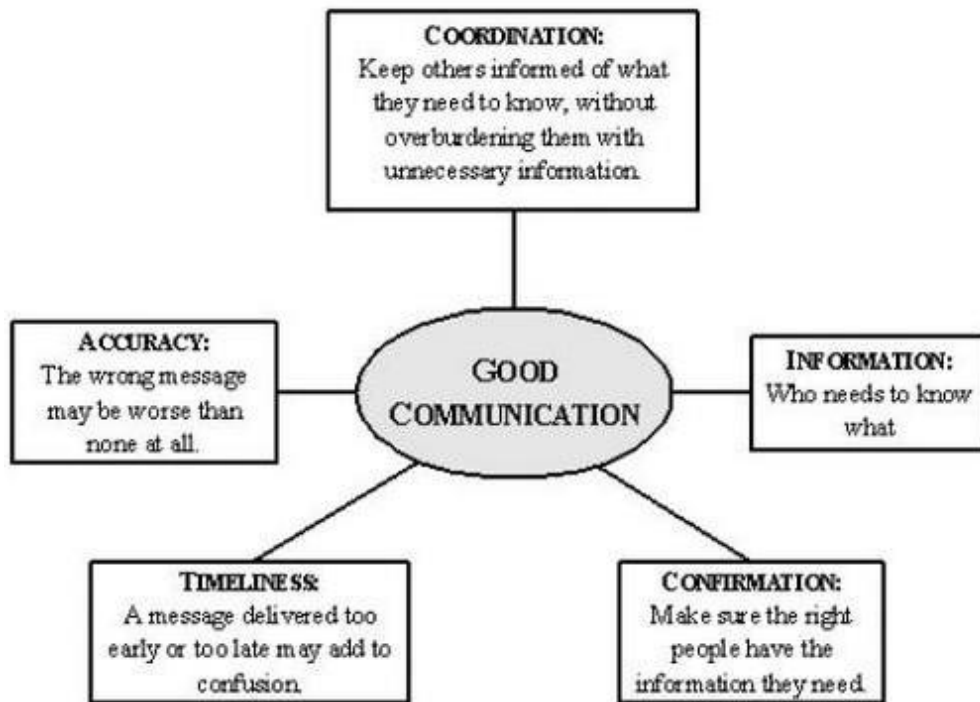 COORDINATION:
Keep others informed of what
they need to know, without
overburdening them with
unnecessary information.
ACCURACY:
The wrong message
may be worse than
none at all.
GOOD
COMMUNICATION
INFORMATION:
Who needs to know
what
TIMELINESS:
A message delivered too
early or too late may add to
confusion.
CONFIRMATION:
Make sure the right
people have the
information they need.